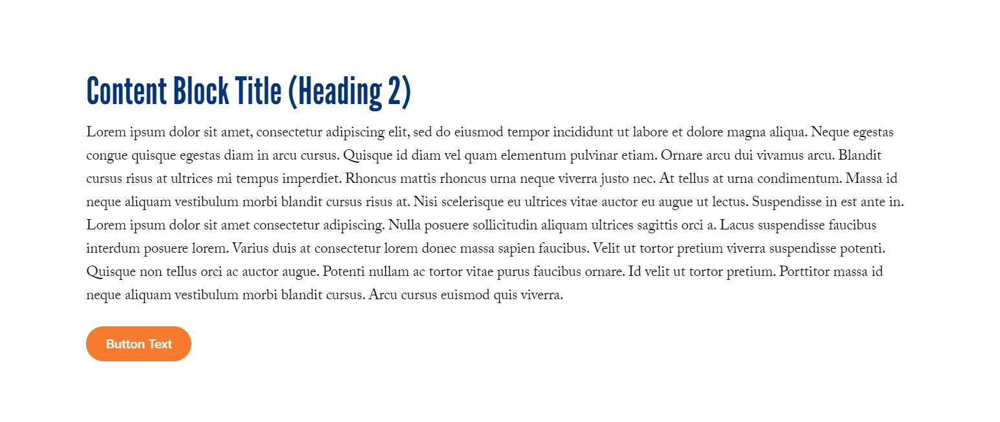 Content Block Title (Heading 2)
Lorem ipsum dolor sit amet, consectetur adipiscing elit, sed do eiusmod tempor incididunt ut labore et dolore magna aliqua. Neque egestas
congue quisque egestas diam in arcu cursus. Quisque id diam vel quam elementum pulvinar etiam. Ornare arcu dui vivamus arcu. Blandit
cursus risus at ultrices mi tempus imperdiet. Rhoncus mattis rhoncus urna neque viverra justo nec. At tellus at urna condimentum. Massa id
neque aliquam vestibulum morbi blandit cursus risus at. Nisi scelerisque eu ultrices vitae auctor eu augue ut lectus. Suspendisse in est ante in.
Lorem ipsum dolor sit amet consectetur adipiscing. Nulla posuere sollicitudin aliquam ultrices sagittis orci a. Lacus suspendisse faucibus
interdum posuere lorem. Varius duis at consectetur lorem donec massa sapien faucibus. Velit ut tortor pretium viverra suspendisse potenti.
Quisque non tellus orci ac auctor augue. Potenti nullam ac tortor vitae purus faucibus ornare. Id velit ut tortor pretium. Porttitor massa id
neque aliquam vestibulum morbi blandit cursus. Arcu cursus euismod quis viverra.
Button Text